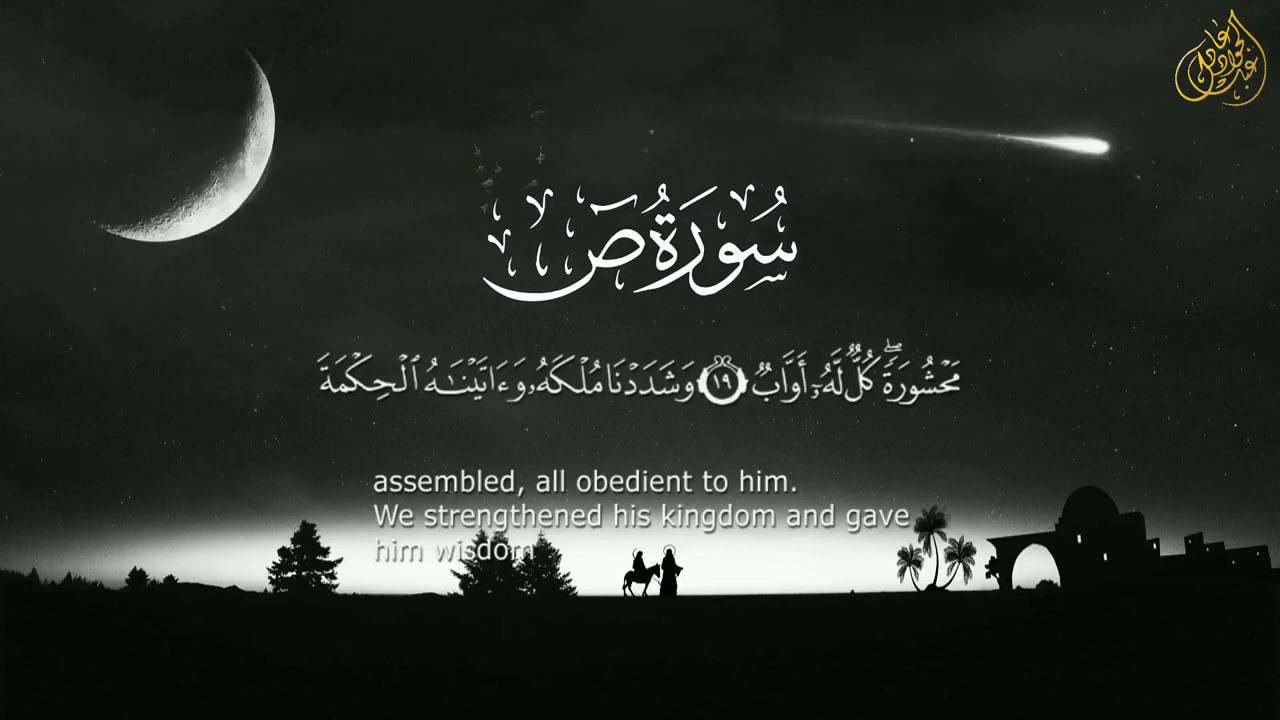 سُورَةُ صٓ
مَحْشُورَةً ۖ كُلٌّ لَّهُۥٓ أَوَّابٌ ١٩ وَشَدَدْنَا مُلْكَهُۥ وَءَاتَيْنَٰهُ ٱلْحِكْمَةَ
assembled, all obedient to him.
We strengthened his kingdom and gave
him wisdom